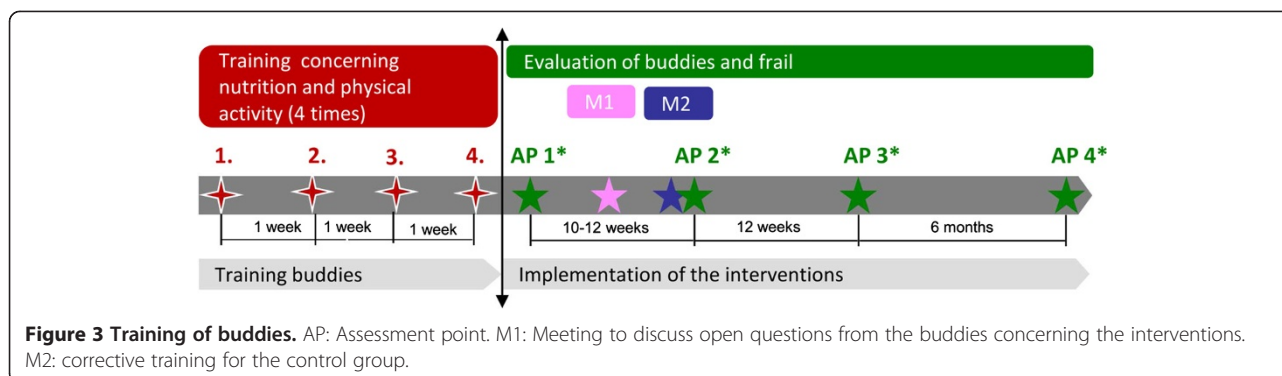 Training concerning
nutrition and physical
activity (4 times)
Evaluation of buddies and frail
M1
M2
1.
2.
3.
4.
AP 1*
AP 2*
AP 3*
AP 4*
1 week
1 week
1 week
10-12 weeks
12 weeks
6 months
Training buddies
Implementation of the interventions
Figure 3 Training of buddies. AP: Assessment point. M1: Meeting to discuss open questions from the buddies concerning the interventions.
M2: corrective training for the control group.